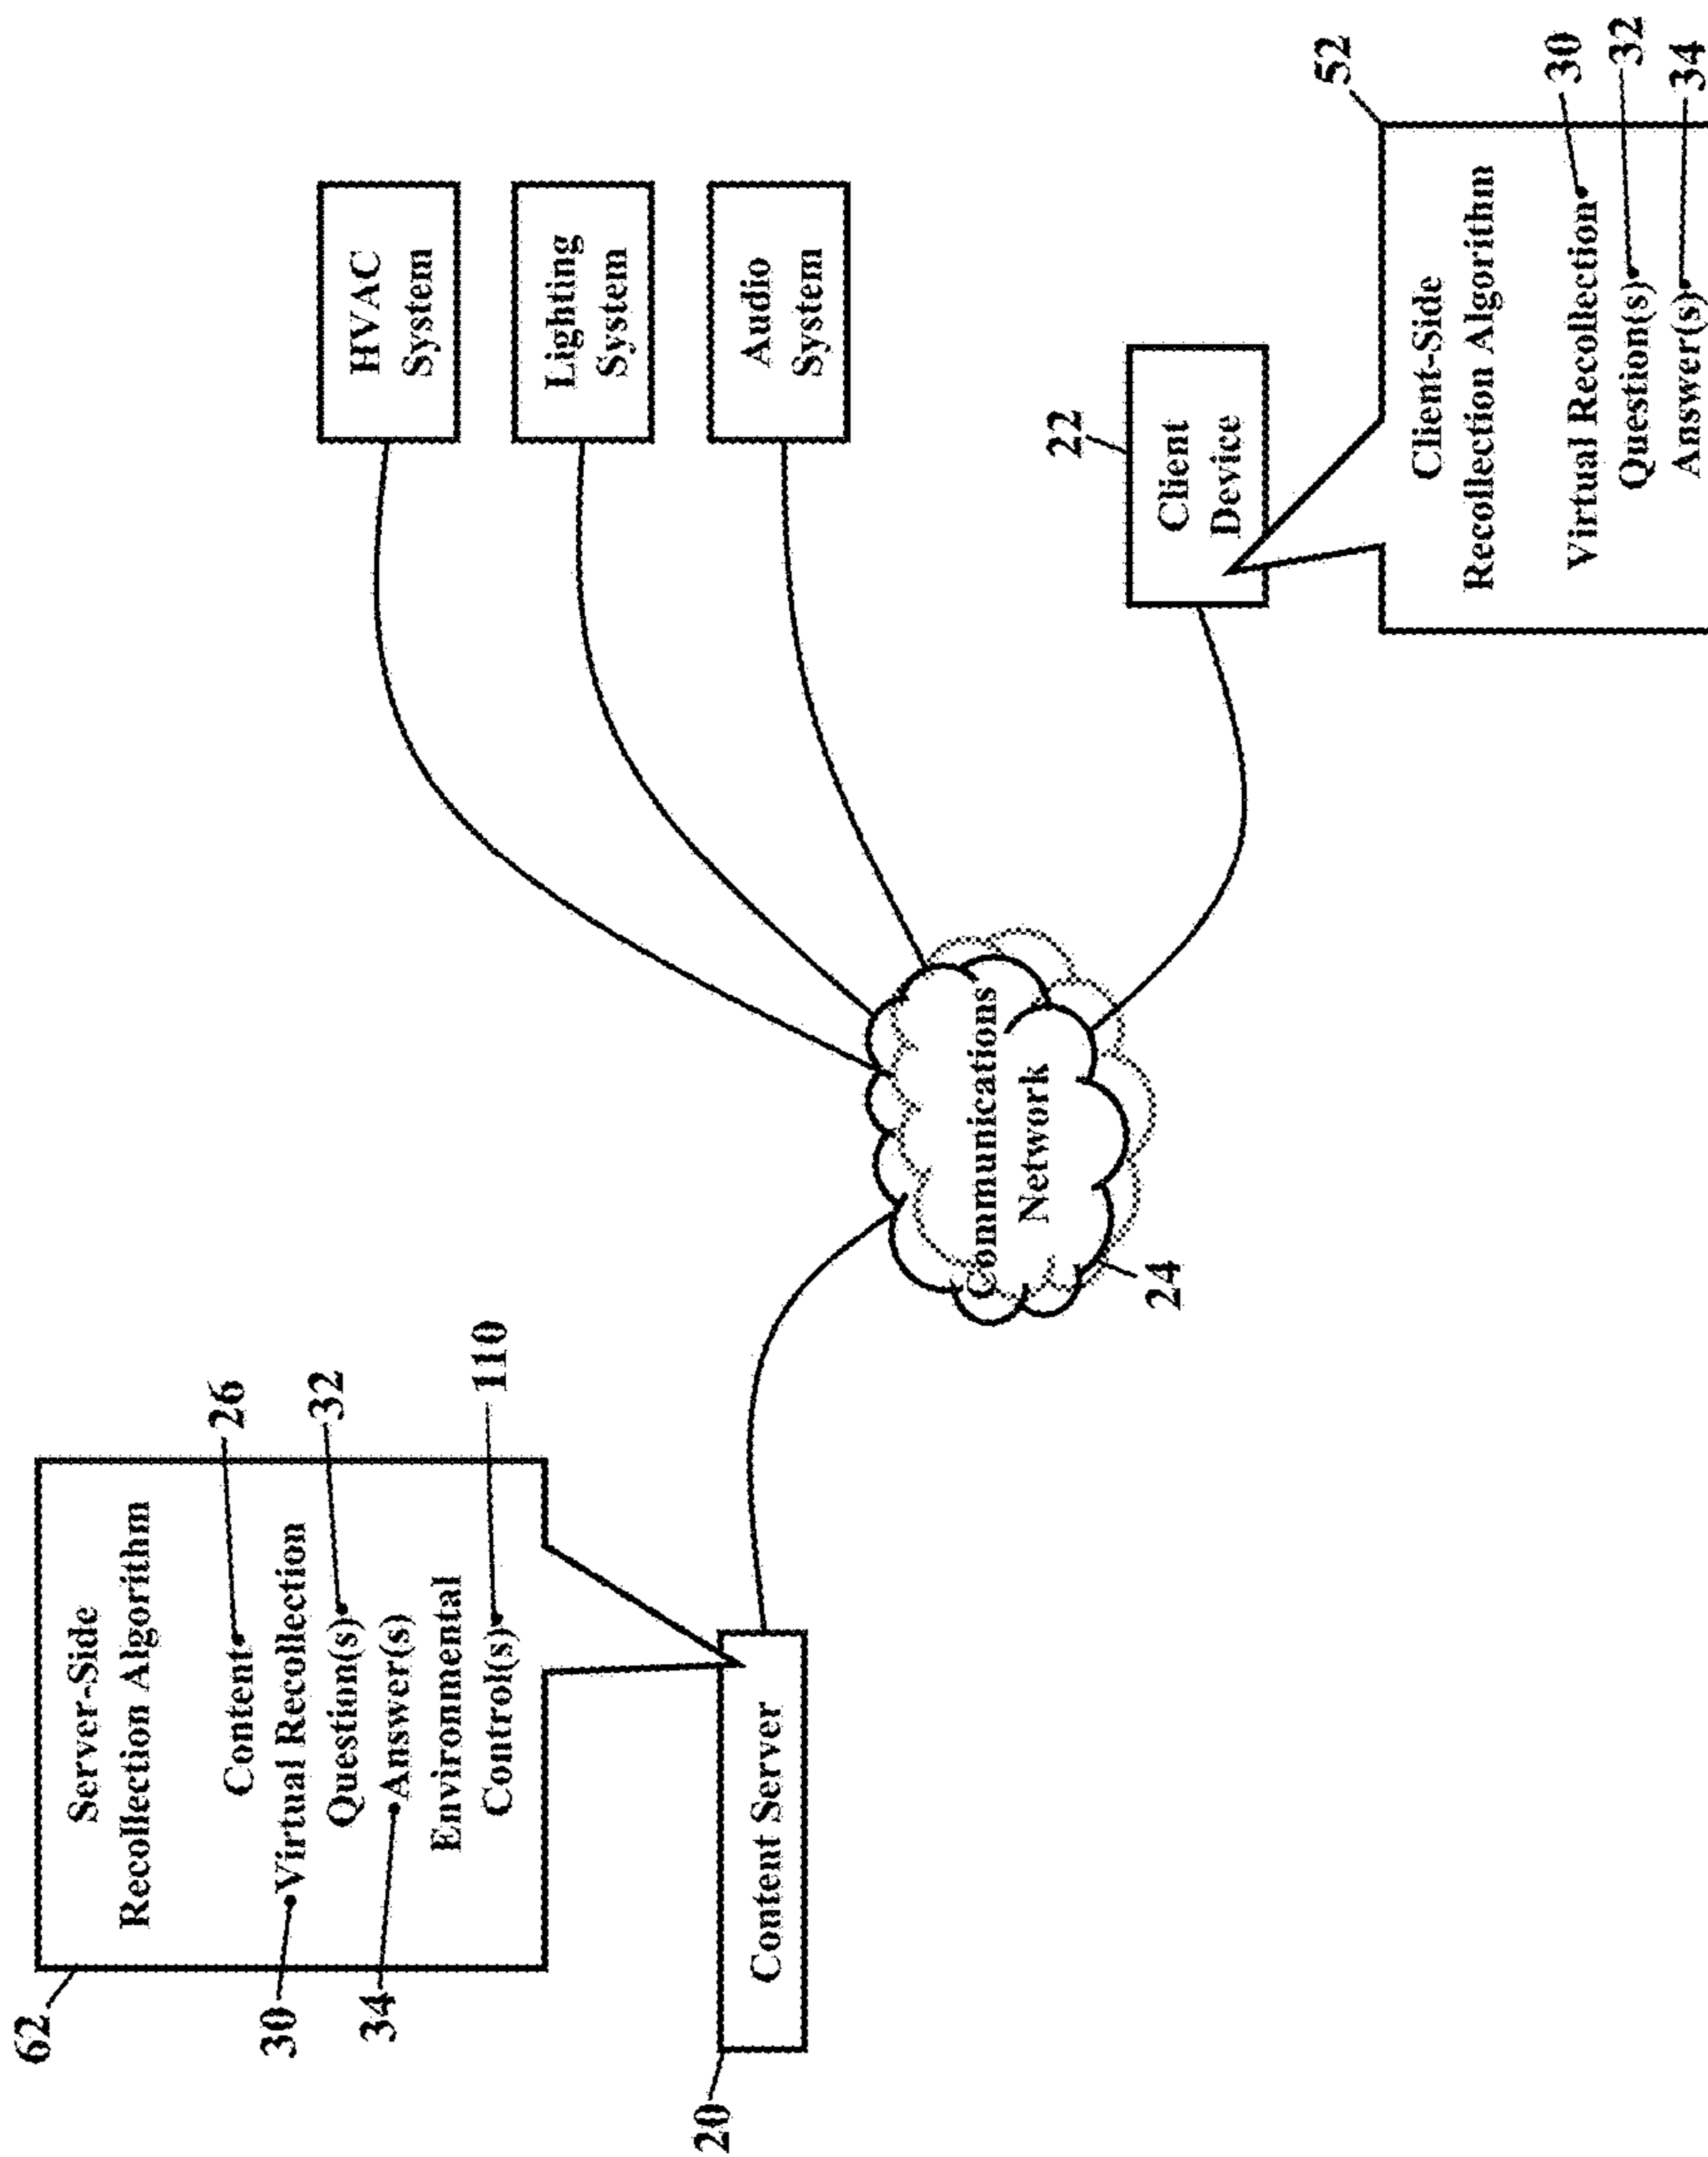 62
Server-Side
Recollection Algorithm
26
Content
30
Virtual Recollection
32
Question(s)
34
Answer(s)
Environmental
110
Control(s)
20
Content Server
HVAC
System
Lighting
System
Audio
System
Communications
Network
24
22
Client
Device
52
Client-Side
Recollection Algorithm
30
Virtual Recollection
32
Question(s)
34
Answer(s)